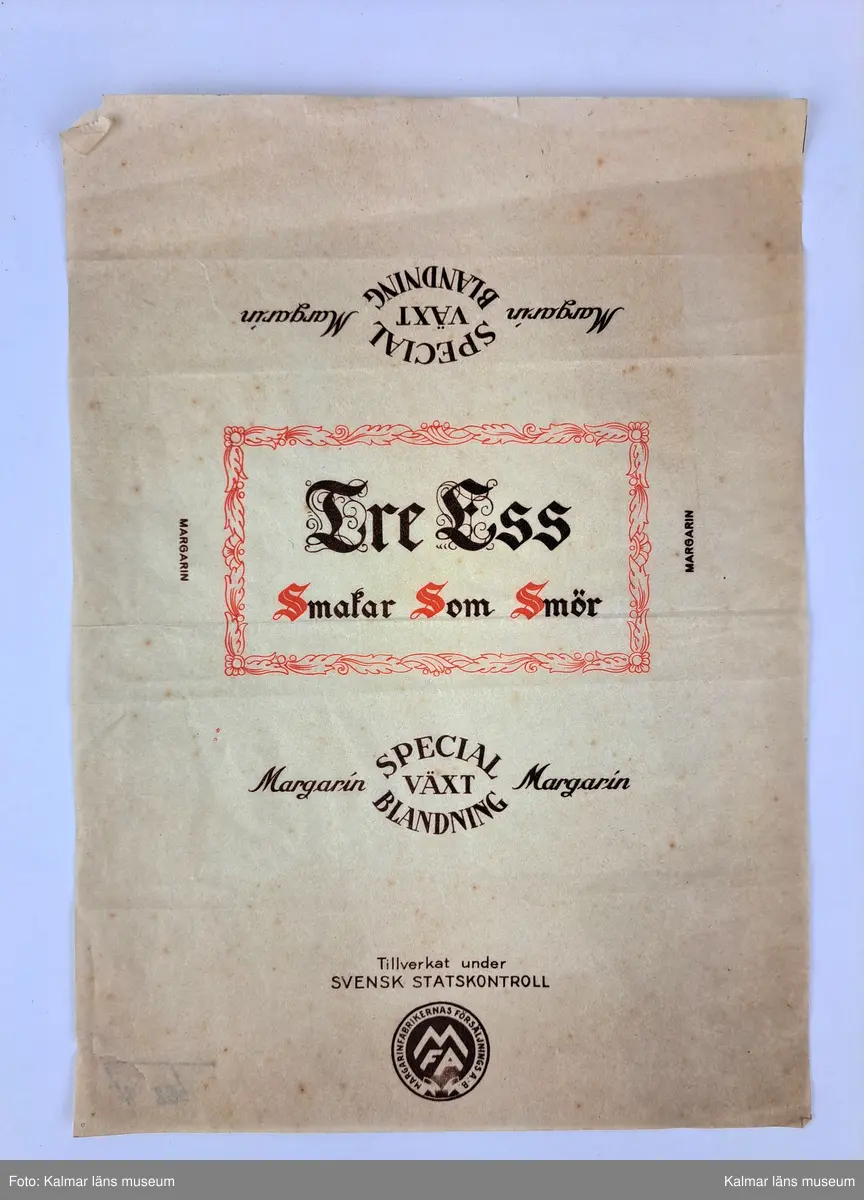 Margarin SPECIAL VÄXT BLANDNING Margarin
Tre Ess
Smakar Som Smör
MARGARIN
MARGARIN
Margarin SPECIAL VÄXT BLANDNING Margarin
Tillverkat under
SVENSK STATSKONTROLL
MARGARINFABRIKERNAS FÖRSÄLJNINGS A.-B.
MFA
Foto: Kalmar läns museum
Kalmar läns museum